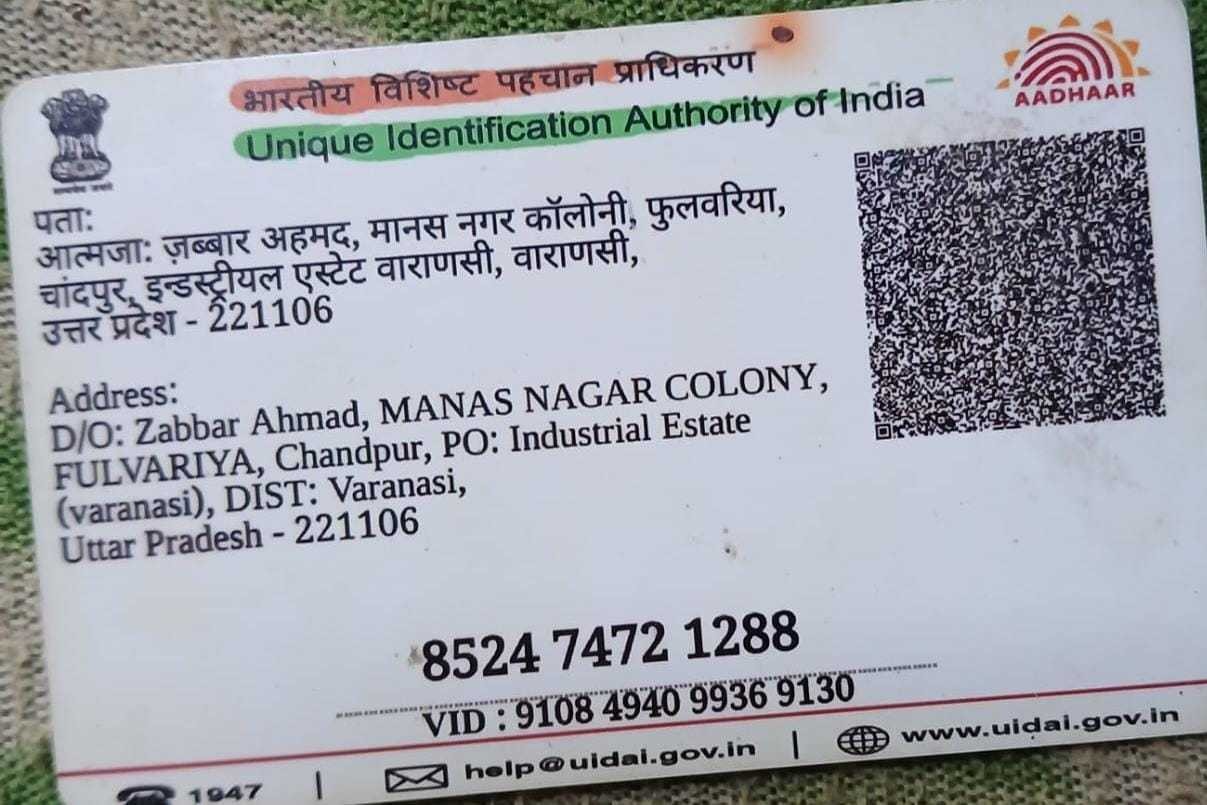 भारतीय विशिष्ट पहचान प्राधिकरण
Unique Identification Authority of India
AADHAAR
पता:
आत्मजा: ज़ब्बार अहमद, मानस नगर कॉलोनी, फुलवरिया,
चांदपुर, इन्डस्ट्रीयल एस्टेट वाराणसी, वाराणसी,
उत्तर प्रदेश - 221106
Address:
D/O: Zabbar Ahmad, MANAS NAGAR COLONY,
FULVARIYA, Chandpur, PO: Industrial Estate
(varanasi), DIST: Varanasi,
Uttar Pradesh - 221106
8524 7472 1288
VID : 9108 4940 9936 9130
1947 | help@uidai.gov.in | www.uidai.gov.in